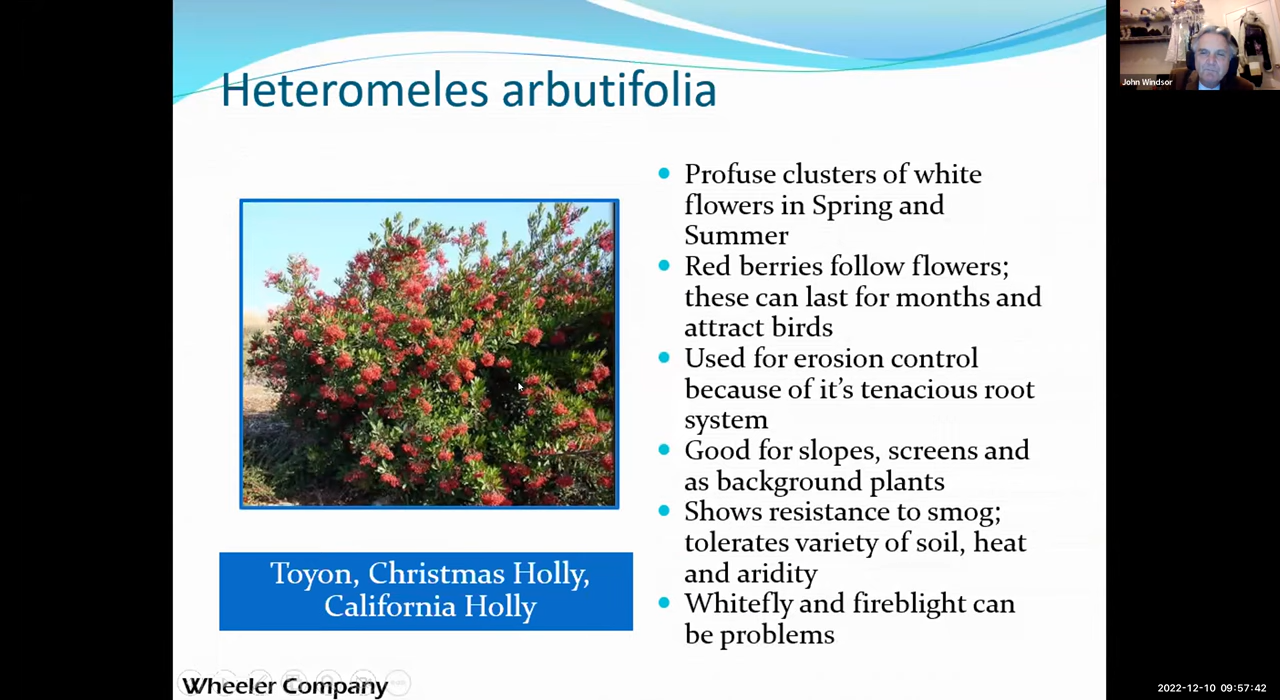 Heteromeles arbutifolia
Profuse clusters of white
flowers in Spring and
Summer
Red berries follow flowers;
these can last for months and
attract birds
Used for erosion control
because of it's tenacious root
system
Good for slopes, screens and
as background plants
Shows resistance to smog;
tolerates variety of soil, heat
and aridity
Whitefly and fireblight can
be problems
Toyon, Christmas Holly,
California Holly
Wheeler Company
John Windsor
2022-12-10 09:57:42